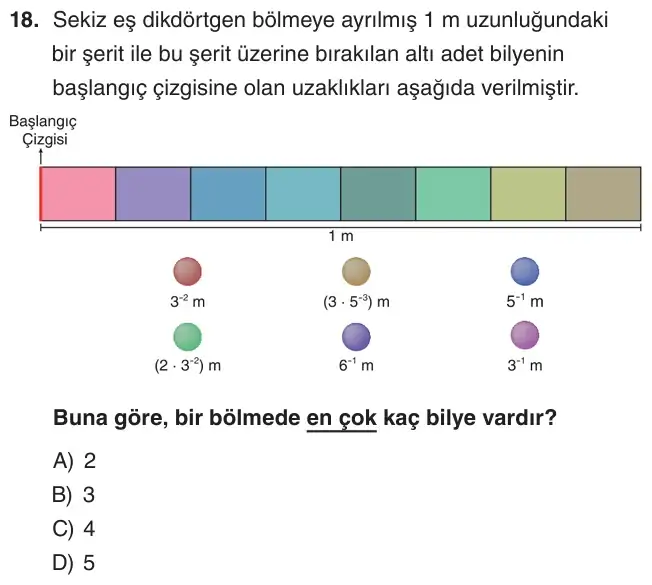 18. Sekiz eş dikdörtgen bölmeye ayrılmış 1 m uzunluğundaki
bir şerit ile bu şerit üzerine bırakılan altı adet bilyenin
başlangıç çizgisine olan uzaklıkları aşağıda verilmiştir.
Başlangıç
Çizgisi
1 m
3⁻² m
(3 · 5⁻³) m
5⁻¹ m
(2 · 3⁻²) m
6⁻¹ m
3⁻¹ m
Buna göre, bir bölmede en çok kaç bilye vardır?
A) 2
B) 3
C) 4
D) 5